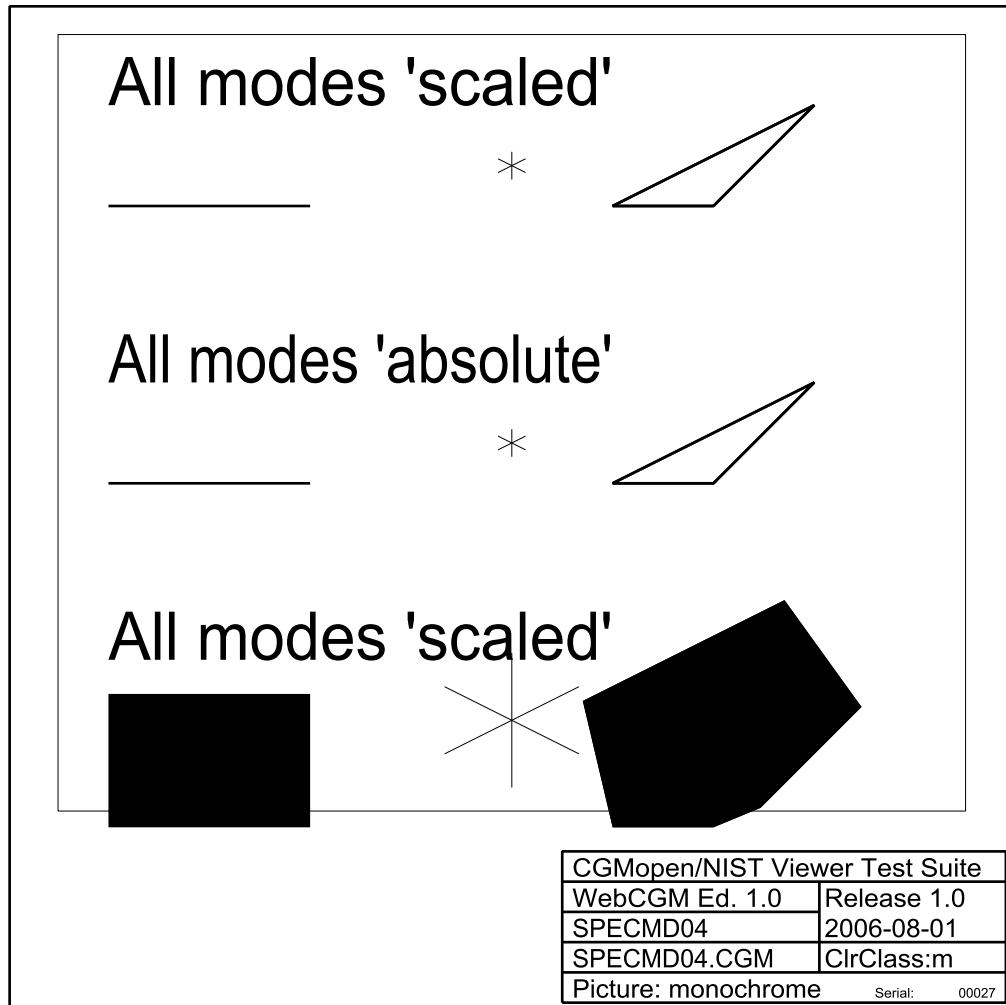 All modes 'scaled'
All modes 'absolute'
All modes 'scaled'
CGMopen/NIST Viewer Test Suite
WebCGM Ed. 1.0 Release 1.0
SPECMD04 2006-08-01
SPECMD04.CGM ClrClass:m
Picture: monochrome Serial: 00027